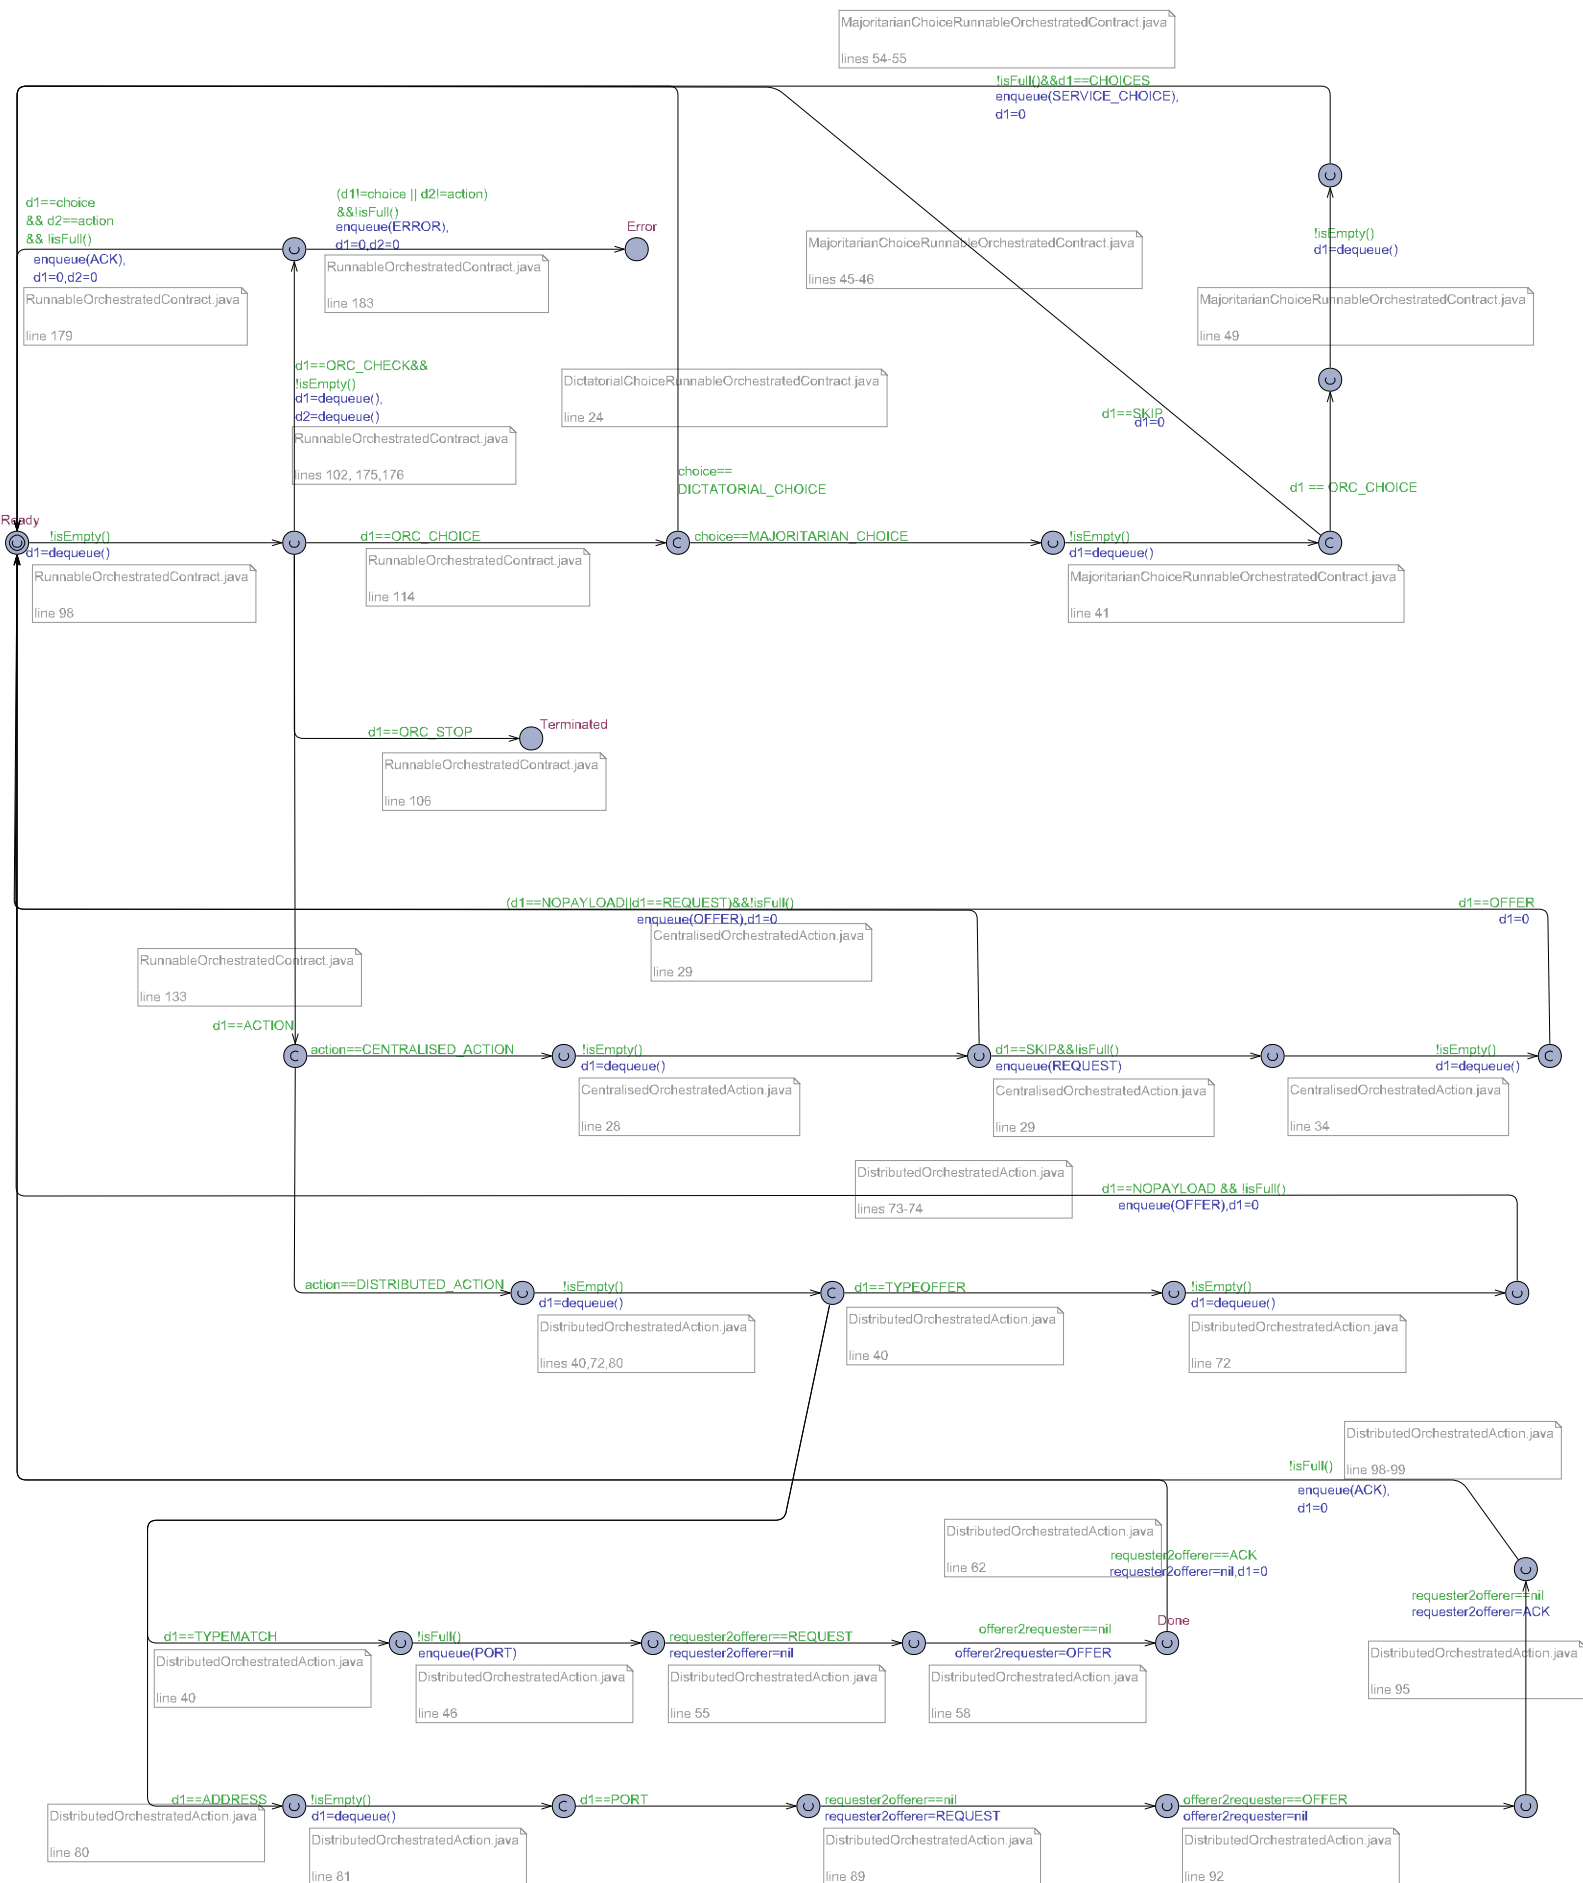 MajoritarianChoiceRunnableOrchestratedContract.java
lines 54-55
!isFull()&&d1==CHOICES
enqueue(SERVICE_CHOICE),
d1=0
d1==choice
&& d2==action
&& !isFull()
enqueue(ACK),
d1=0,d2=0
RunnableOrchestratedContract.java
line 179
(d1!=choice || d2!=action)
&&!isFull()
enqueue(ERROR),
d1=0,d2=0
Error
RunnableOrchestratedContract.java
line 183
MajoritarianChoiceRunnableOrchestratedContract.java
lines 45-46
!isEmpty()
d1=dequeue()
MajoritarianChoiceRunnableOrchestratedContract.java
line 49
d1==ORC_CHECK&&
!isEmpty()
d1=dequeue(),
d2=dequeue()
RunnableOrchestratedContract.java
lines 102, 175,176
DictatorialChoiceRunnableOrchestratedContract.java
line 24
d1==SKIP
d1=0
choice==
DICTATORIAL_CHOICE
d1 == ORC_CHOICE
Ready
!isEmpty()
d1=dequeue()
RunnableOrchestratedContract.java
line 98
d1==ORC_CHOICE
RunnableOrchestratedContract.java
line 114
choice==MAJORITARIAN_CHOICE
!isEmpty()
d1=dequeue()
MajoritarianChoiceRunnableOrchestratedContract.java
line 41
d1==ORC_STOP
Terminated
RunnableOrchestratedContract.java
line 106
(d1==NOPAYLOAD||d1==REQUEST)&&!isFull()
enqueue(OFFER),d1=0
CentralisedOrchestratedAction.java
line 29
d1==OFFER
d1=0
RunnableOrchestratedContract.java
line 133
d1==ACTION
action==CENTRALISED_ACTION
!isEmpty()
d1=dequeue()
CentralisedOrchestratedAction.java
line 28
d1==SKIP&&!isFull()
enqueue(REQUEST)
CentralisedOrchestratedAction.java
line 29
!isEmpty()
d1=dequeue()
CentralisedOrchestratedAction.java
line 34
DistributedOrchestratedAction.java
lines 73-74
d1==NOPAYLOAD && !isFull()
enqueue(OFFER),d1=0
action==DISTRIBUTED_ACTION
!isEmpty()
d1=dequeue()
DistributedOrchestratedAction.java
lines 40,72,80
d1==TYPEOFFER
DistributedOrchestratedAction.java
line 40
!isEmpty()
d1=dequeue()
DistributedOrchestratedAction.java
line 72
DistributedOrchestratedAction.java
line 98-99
!isFull()
enqueue(ACK),
d1=0
DistributedOrchestratedAction.java
line 62
requester2offerer==ACK
requester2offerer=nil,d1=0
requester2offerer==nil
requester2offerer=ACK
DistributedOrchestratedAction.java
line 95
d1==TYPEMATCH
DistributedOrchestratedAction.java
line 40
!isFull()
enqueue(PORT)
DistributedOrchestratedAction.java
line 46
requester2offerer==REQUEST
requester2offerer=nil
DistributedOrchestratedAction.java
line 55
offerer2requester==nil
offerer2requester=OFFER
DistributedOrchestratedAction.java
line 58
Done
d1==ADDRESS
DistributedOrchestratedAction.java
line 80
!isEmpty()
d1=dequeue()
DistributedOrchestratedAction.java
line 81
d1==PORT
requester2offerer==nil
requester2offerer=REQUEST
DistributedOrchestratedAction.java
line 89
offerer2requester==OFFER
offerer2requester=nil
DistributedOrchestratedAction.java
line 92